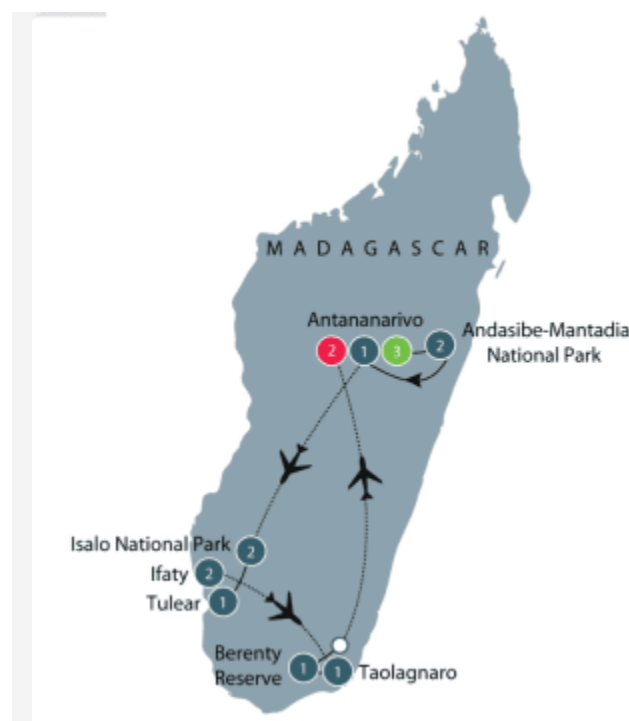 M A D A G A S C A R
Antananarivo
2 1 3 2
Andasibe-Mantadia
National Park
Isalo National Park
2
Ifaty
2
Tulear
1
Berenty
Reserve
1
1
Taolagnaro